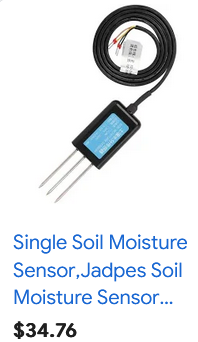 Single Soil Moisture
Sensor,Jadpes Soil
Moisture Sensor...
$34.76